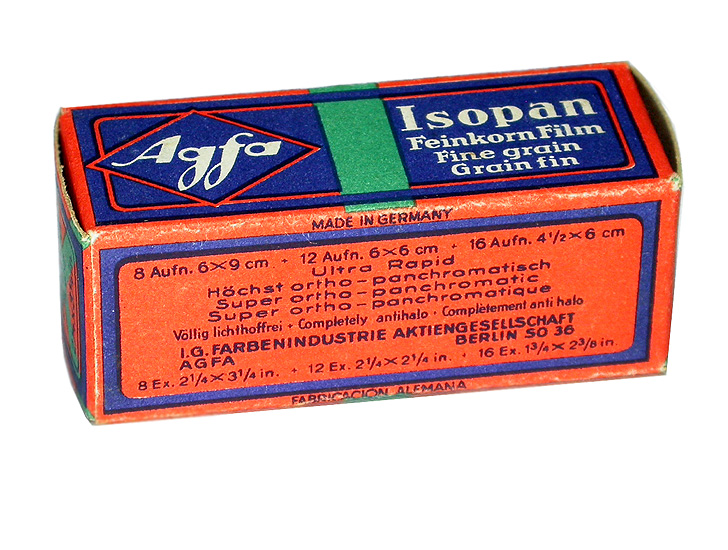 Agfa
Isopan
Feinkorn Film
Fine grain
Grain fin
MADE IN GERMANY
8 Aufn. 6×9 cm · 12 Aufn. 6×6 cm · 16 Aufn. 4½×6 cm
Ultra Rapid
Höchst ortho-panchromatisch
Super ortho-panchromatic
Super ortho-panchromatique
Völlig lichthoffrei · Completely antihalo · Complètement anti halo
I.G. FARBENINDUSTRIE AKTIENGESELLSCHAFT
AGFA BERLIN SO 36
8 Ex. 2¼×3¼ in. · 12 Ex. 2¼×2¼ in. · 16 Ex. 1¾×2⅜ in.
FABRICACION ALEMANA